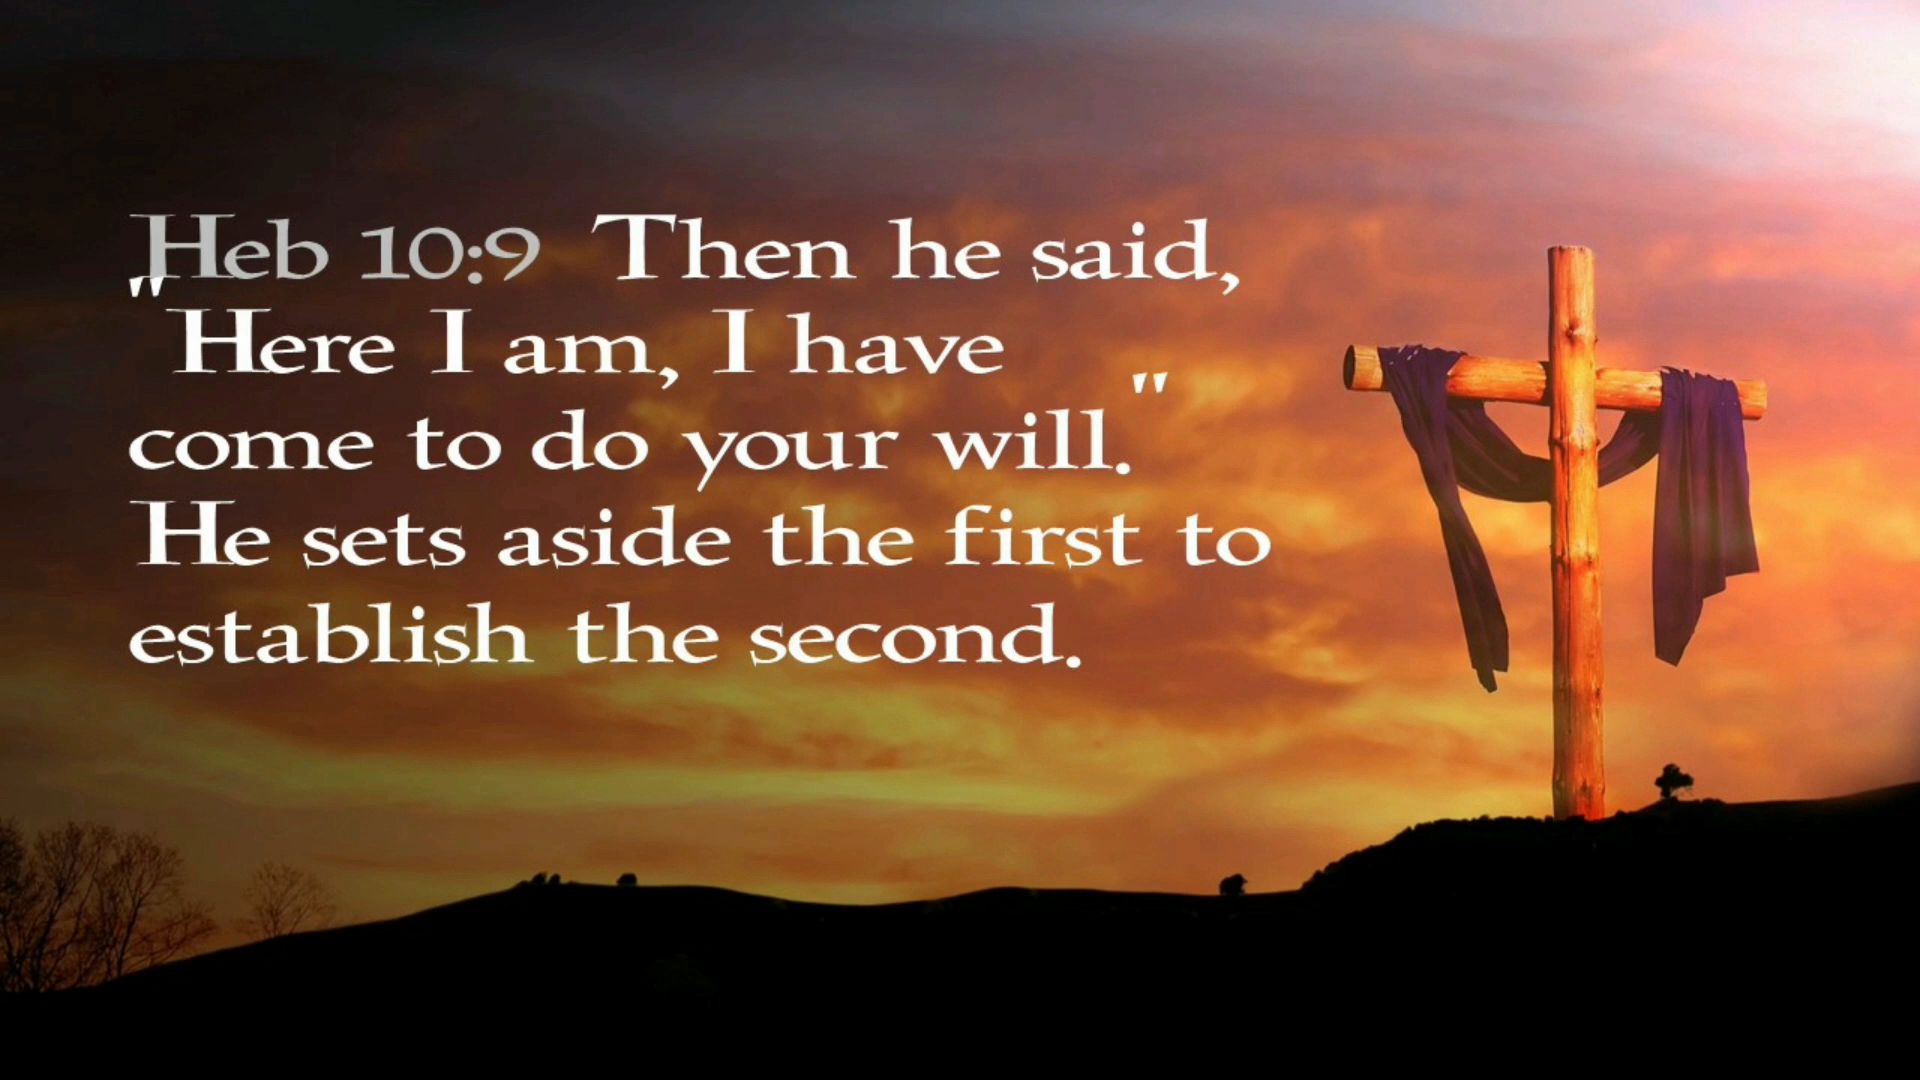 Heb 10:9 Then he said,
"Here I am, I have
come to do your will."
He sets aside the first to
establish the second.